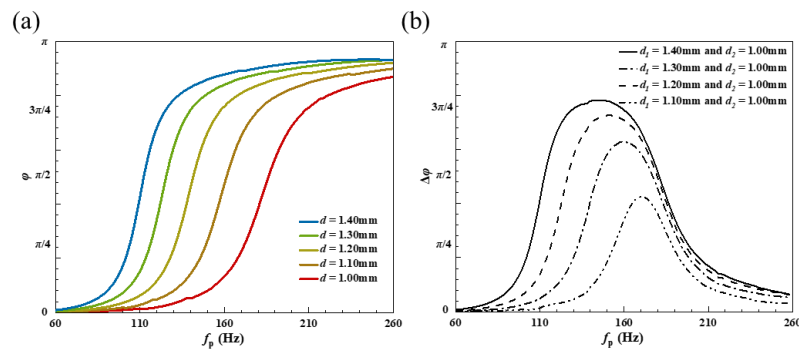 (a)
π
3π/4
φ
π/2
π/4
0
d = 1.40mm
d = 1.30mm
d = 1.20mm
d = 1.10mm
d = 1.00mm
60 110 160 210 260
fp (Hz)
(b)
π
3π/4
Δφ
π/2
π/4
0
d1 = 1.40mm and d2 = 1.00mm
d1 = 1.30mm and d2 = 1.00mm
d1 = 1.20mm and d2 = 1.00mm
d1 = 1.10mm and d2 = 1.00mm
60 110 160 210 260
fp (Hz)